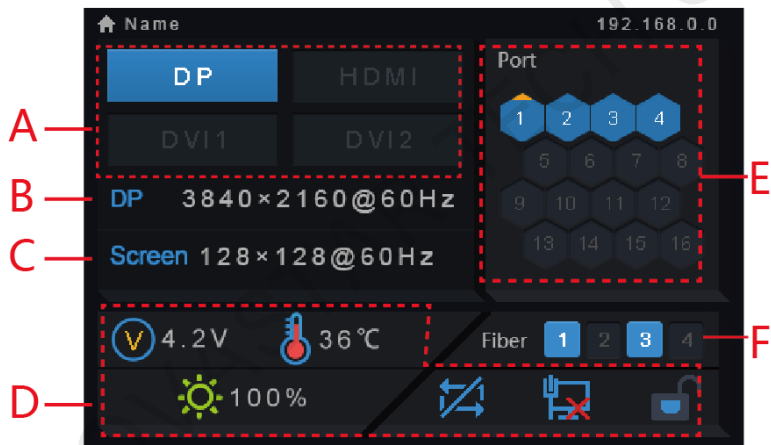 Name 192.168.0.0
DP HDMI
DVI1 DVI2
DP 3840×2160@60Hz
Screen 128×128@60Hz
Port
1 2 3 4
5 6 7 8
9 10 11 12
13 14 15 16
V 4.2V 36℃
Fiber 1 2 3 4
100%
A
B
C
D
E
F